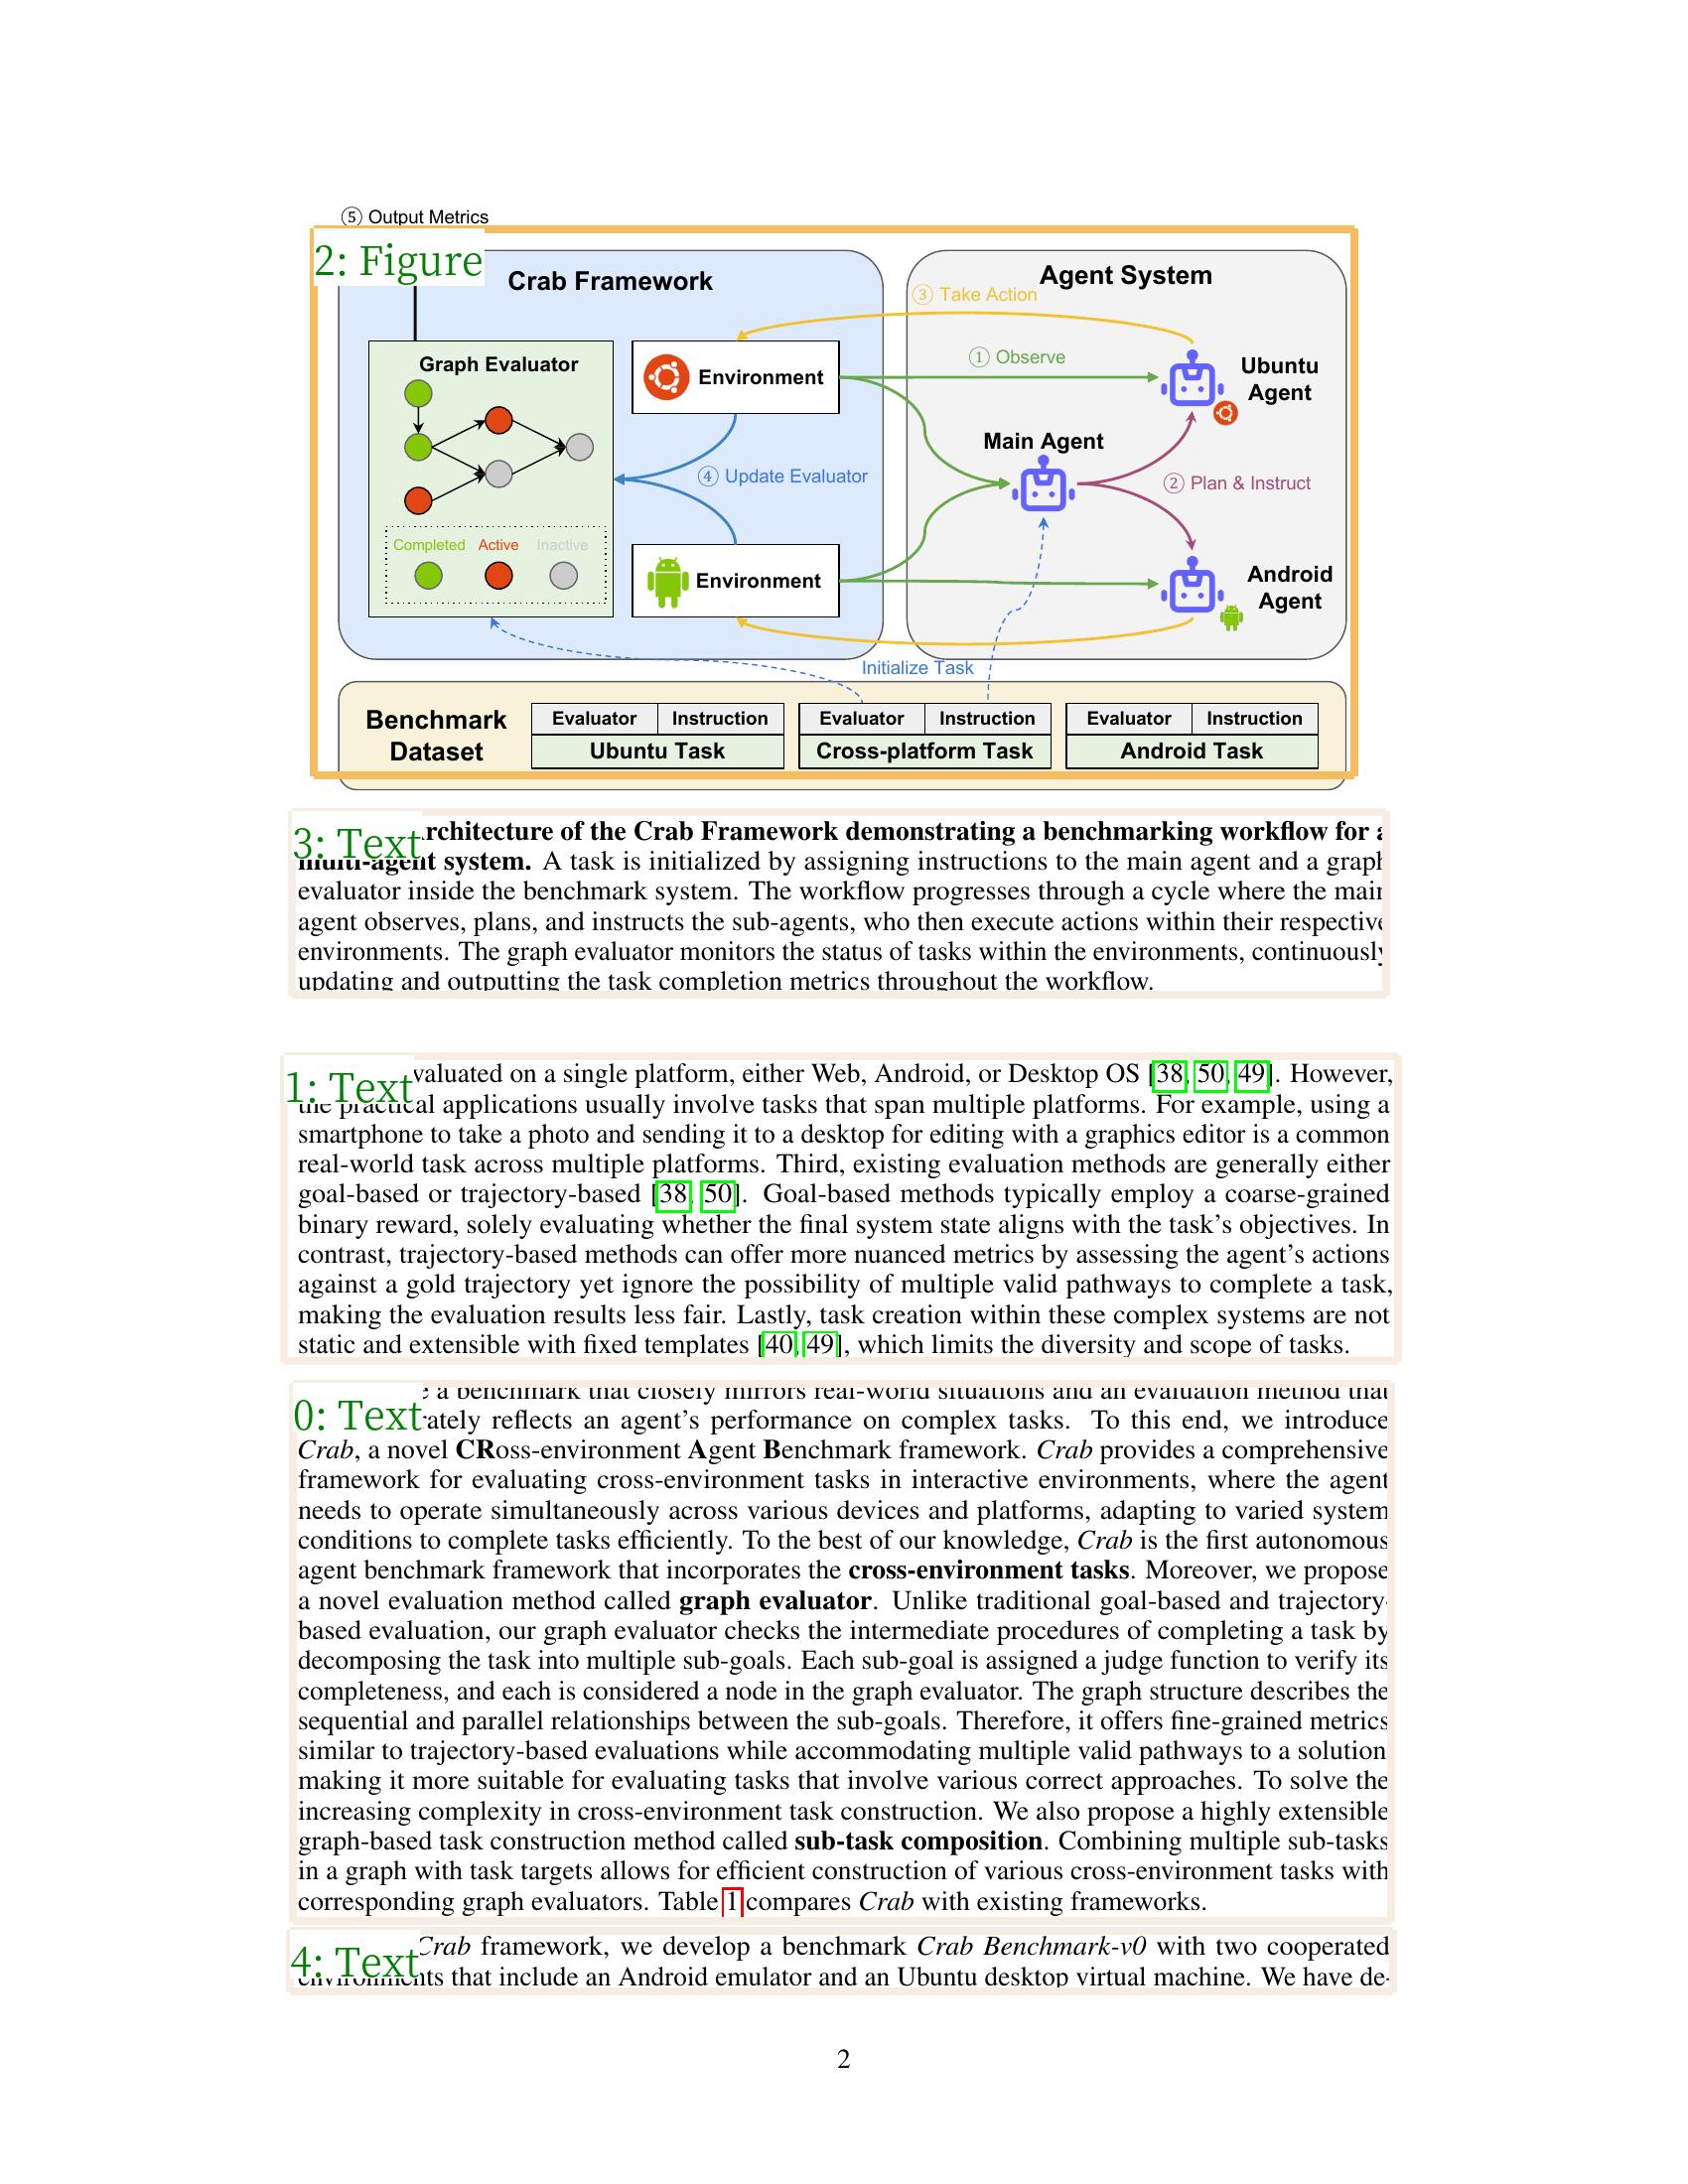 ⑤ Output Metrics
2: Figure
Crab Framework
Agent System
③ Take Action
Graph Evaluator
Environment
① Observe
Ubuntu
Agent
Main Agent
④ Update Evaluator
② Plan & Instruct
Completed Active Inactive
Environment
Android
Agent
Initialize Task
Benchmark
Dataset
Evaluator Instruction
Ubuntu Task
Evaluator Instruction
Cross-platform Task
Evaluator Instruction
Android Task
3: Text
rchitecture of the Crab Framework demonstrating a benchmarking workflow for a
multi-agent system. A task is initialized by assigning instructions to the main agent and a graph
evaluator inside the benchmark system. The workflow progresses through a cycle where the main
agent observes, plans, and instructs the sub-agents, who then execute actions within their respective
environments. The graph evaluator monitors the status of tasks within the environments, continuously
updating and outputting the task completion metrics throughout the workflow.
1: Text
valuated on a single platform, either Web, Android, or Desktop OS [38, 50, 49]. However,
the practical applications usually involve tasks that span multiple platforms. For example, using a
smartphone to take a photo and sending it to a desktop for editing with a graphics editor is a common
real-world task across multiple platforms. Third, existing evaluation methods are generally either
goal-based or trajectory-based [38, 50]. Goal-based methods typically employ a coarse-grained
binary reward, solely evaluating whether the final system state aligns with the task's objectives. In
contrast, trajectory-based methods can offer more nuanced metrics by assessing the agent's actions
against a gold trajectory yet ignore the possibility of multiple valid pathways to complete a task,
making the evaluation results less fair. Lastly, task creation within these complex systems are not
static and extensible with fixed templates [40, 49], which limits the diversity and scope of tasks.
0: Text
a benchmark that closely mirrors real-world situations and an evaluation method that
rately reflects an agent's performance on complex tasks. To this end, we introduce
Crab, a novel CRoss-environment Agent Benchmark framework. Crab provides a comprehensive
framework for evaluating cross-environment tasks in interactive environments, where the agent
needs to operate simultaneously across various devices and platforms, adapting to varied system
conditions to complete tasks efficiently. To the best of our knowledge, Crab is the first autonomous
agent benchmark framework that incorporates the cross-environment tasks. Moreover, we propose
a novel evaluation method called graph evaluator. Unlike traditional goal-based and trajectory-
based evaluation, our graph evaluator checks the intermediate procedures of completing a task by
decomposing the task into multiple sub-goals. Each sub-goal is assigned a judge function to verify its
completeness, and each is considered a node in the graph evaluator. The graph structure describes the
sequential and parallel relationships between the sub-goals. Therefore, it offers fine-grained metrics
similar to trajectory-based evaluations while accommodating multiple valid pathways to a solution
making it more suitable for evaluating tasks that involve various correct approaches. To solve the
increasing complexity in cross-environment task construction. We also propose a highly extensible
graph-based task construction method called sub-task composition. Combining multiple sub-tasks
in a graph with task targets allows for efficient construction of various cross-environment tasks with
corresponding graph evaluators. Table 1 compares Crab with existing frameworks.
4: Text
Crab framework, we develop a benchmark Crab Benchmark-v0 with two cooperated
environments that include an Android emulator and an Ubuntu desktop virtual machine. We have de-
2